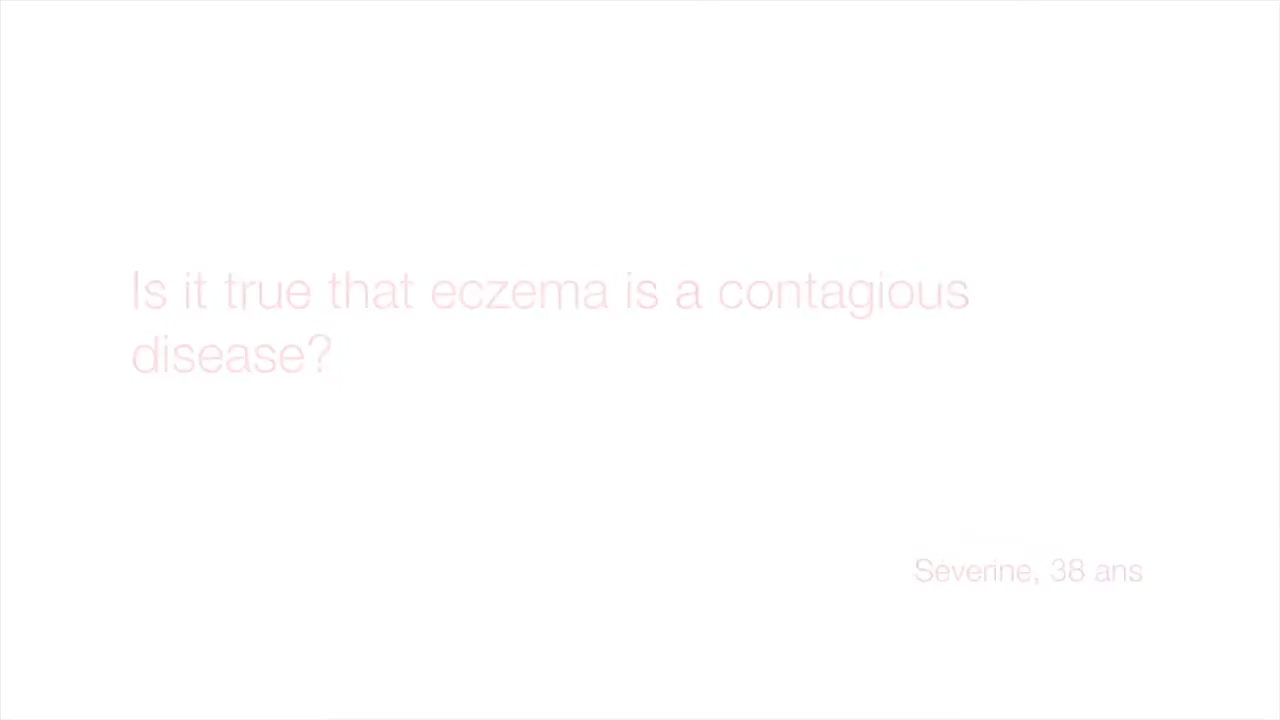 Is it true that eczema is a contagious
disease?
Séverine, 38 ans